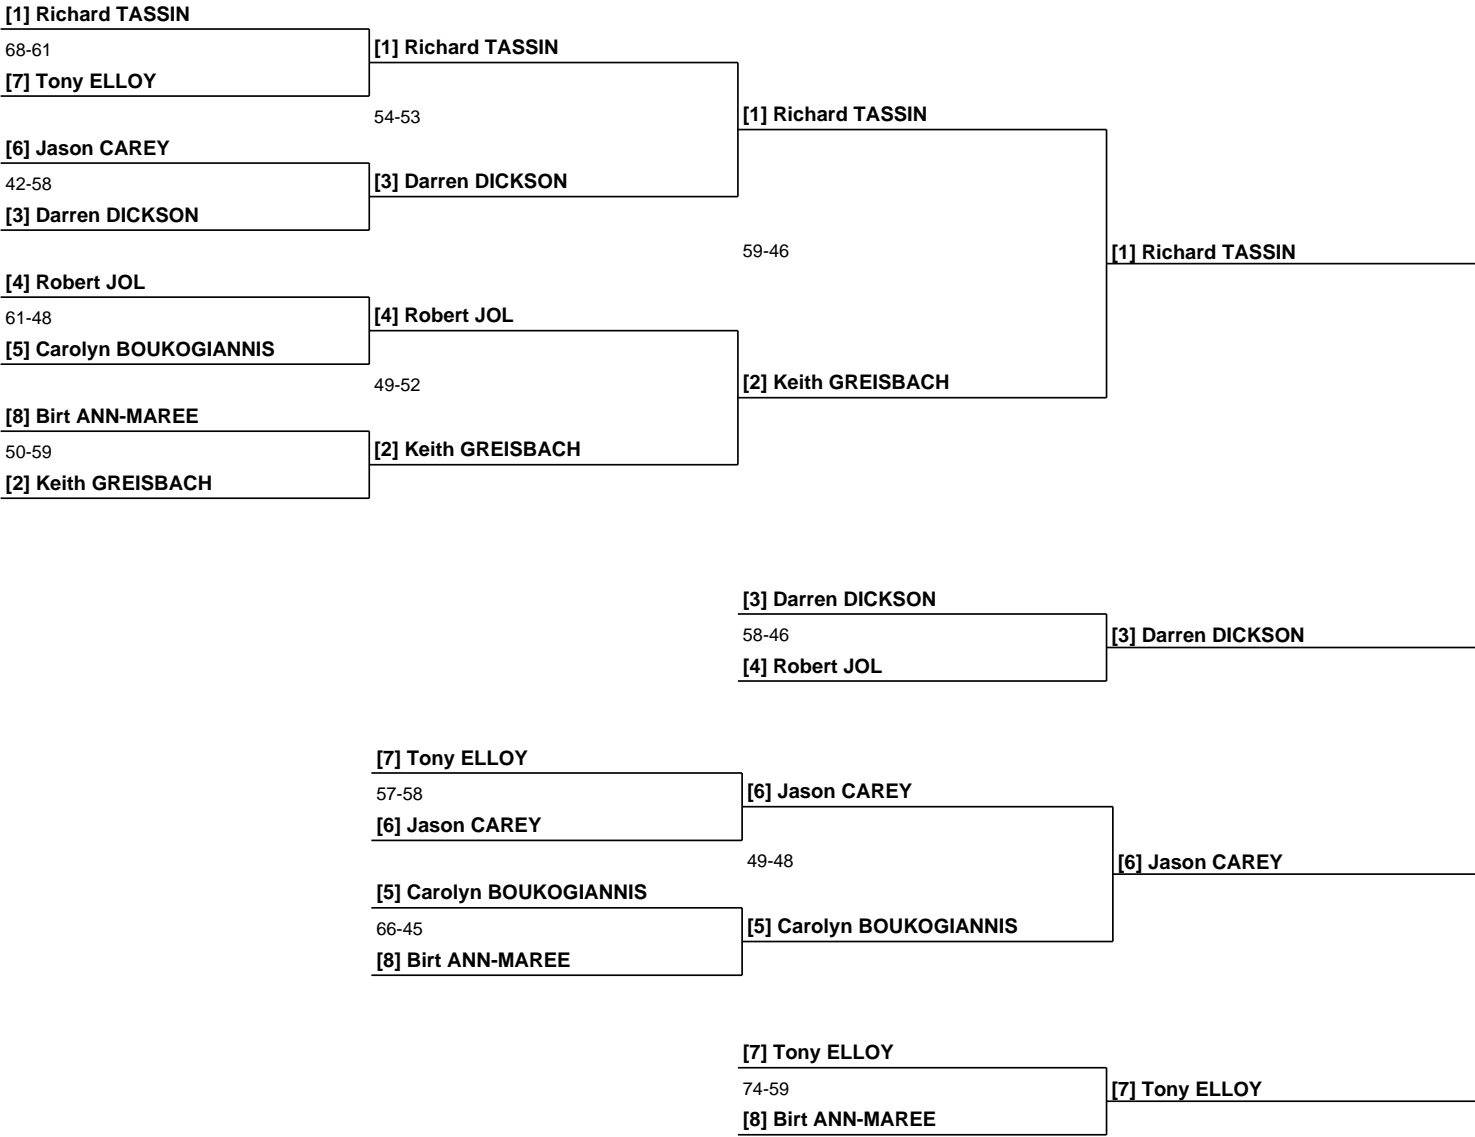 [1] Richard TASSIN
68-61
[1] Richard TASSIN
[7] Tony ELLOY
54-53
[1] Richard TASSIN
[6] Jason CAREY
42-58
[3] Darren DICKSON
[3] Darren DICKSON
59-46
[1] Richard TASSIN
[4] Robert JOL
61-48
[4] Robert JOL
[5] Carolyn BOUKOGIANNIS
49-52
[2] Keith GREISBACH
[8] Birt ANN-MAREE
50-59
[2] Keith GREISBACH
[2] Keith GREISBACH
[3] Darren DICKSON
58-46
[3] Darren DICKSON
[4] Robert JOL
[7] Tony ELLOY
57-58
[6] Jason CAREY
[6] Jason CAREY
49-48
[6] Jason CAREY
[5] Carolyn BOUKOGIANNIS
66-45
[5] Carolyn BOUKOGIANNIS
[8] Birt ANN-MAREE
[7] Tony ELLOY
74-59
[7] Tony ELLOY
[8] Birt ANN-MAREE